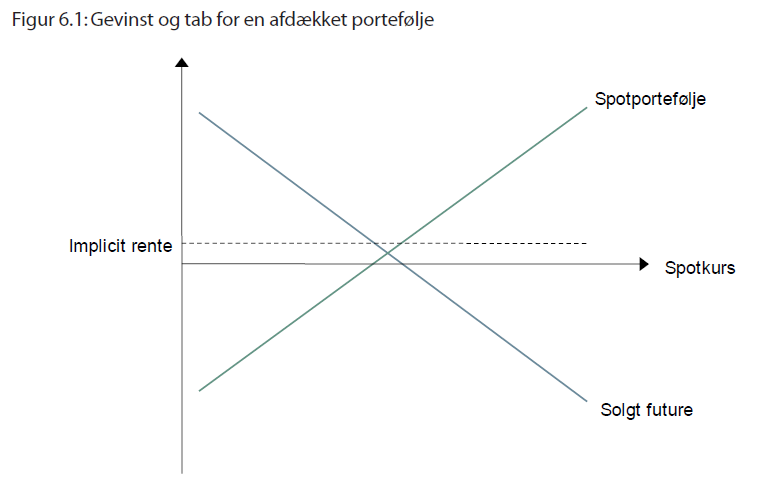 Figur 6.1: Gevinst og tab for en afdækket portefølje
Spotportefølje
Implicit rente
Spotkurs
Solgt future